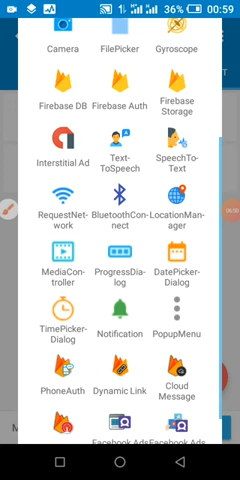 36% 00:59
Camera FilePicker Gyroscope
Firebase DB Firebase Auth Firebase
Storage
Interstitial Ad Text-
ToSpeech SpeechTo-
Text
RequestNet-
work BluetoothCon-
nect LocationMan-
ager
MediaCon-
troller ProgressDia-
log DatePicker-
Dialog
TimePicker-
Dialog Notification PopupMenu
PhoneAuth Dynamic Link Cloud
Message
Facebook Ads Facebook Ads